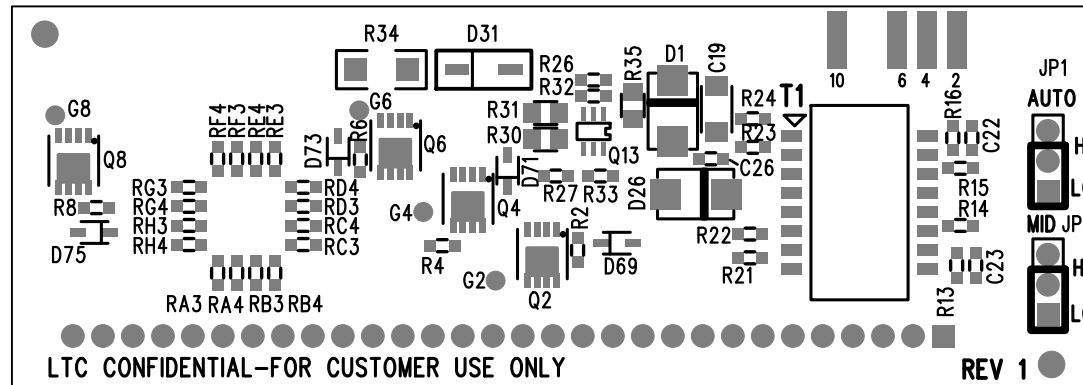 R34
D31
R26
R32
R35
D1
C19
10
6
4
2
JP1
AUTO
G8
Q8
RF4
RF3
RE4
RE3
D73
R6
G6
Q6
R31
R30
Q13
R24
R23
C26
T1
R16
C22
H
RG3
RG4
RH3
RH4
RD4
RD3
RC4
RC3
R8
D75
G4
Q4
D71
R27
R33
D26
R15
R14
L
MID JP
R4
G2
Q2
R2
D69
R22
R21
C23
H
RA3
RA4
RB3
RB4
R13
L
LTC CONFIDENTIAL-FOR CUSTOMER USE ONLY
REV 1